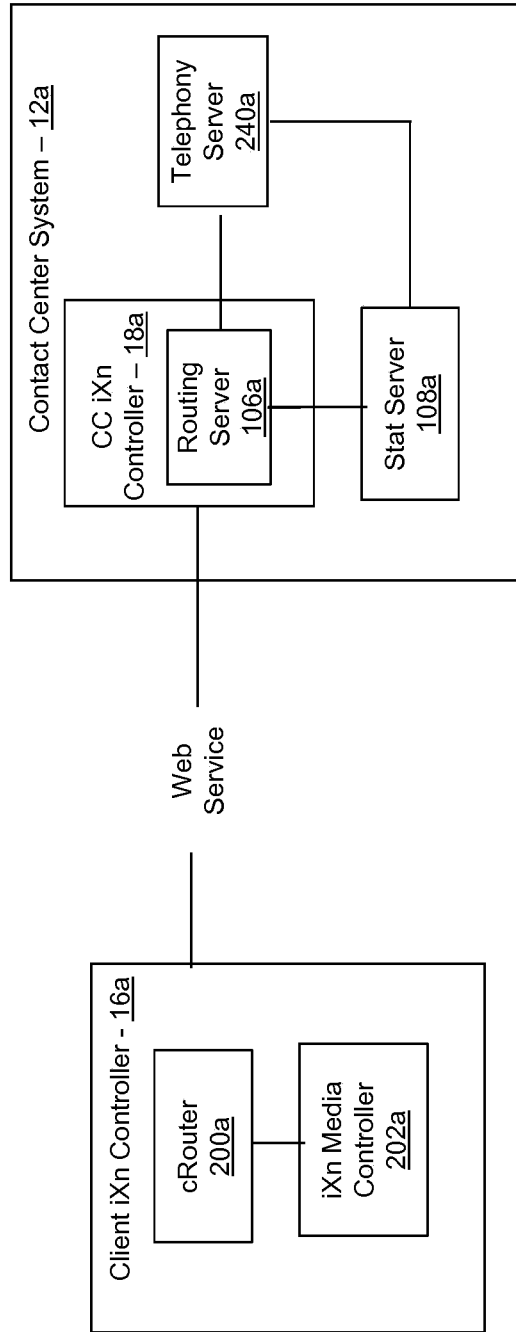 Client iXn Controller - 16a
cRouter
200a
iXn Media
Controller
202a
Web
Service
Contact Center System – 12a
CC iXn
Controller – 18a
Routing
Server
106a
Telephony
Server
240a
Stat Server
108a